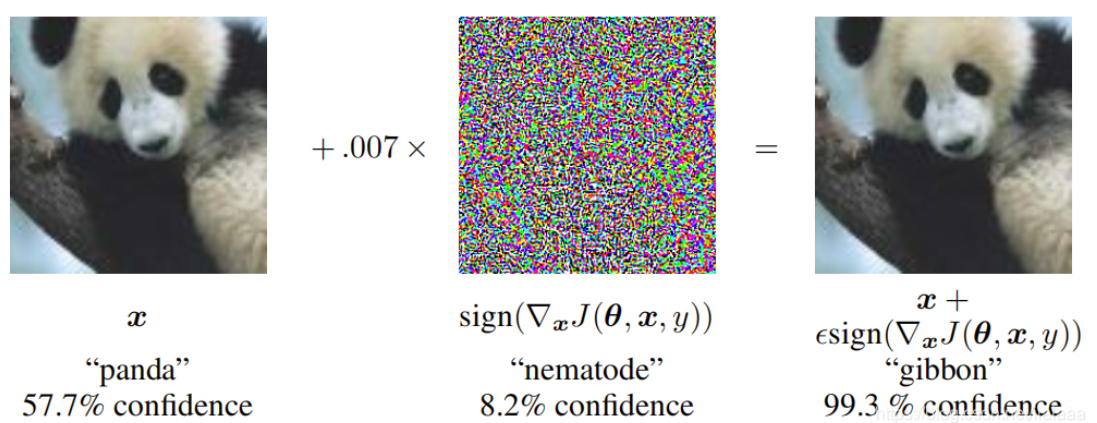 + .007 ×
=
x
sign(∇ₓJ(θ, x, y))
x +
ϵsign(∇ₓJ(θ, x, y))
“panda”
“nematode”
“gibbon”
57.7% confidence
8.2% confidence
99.3 % confidence